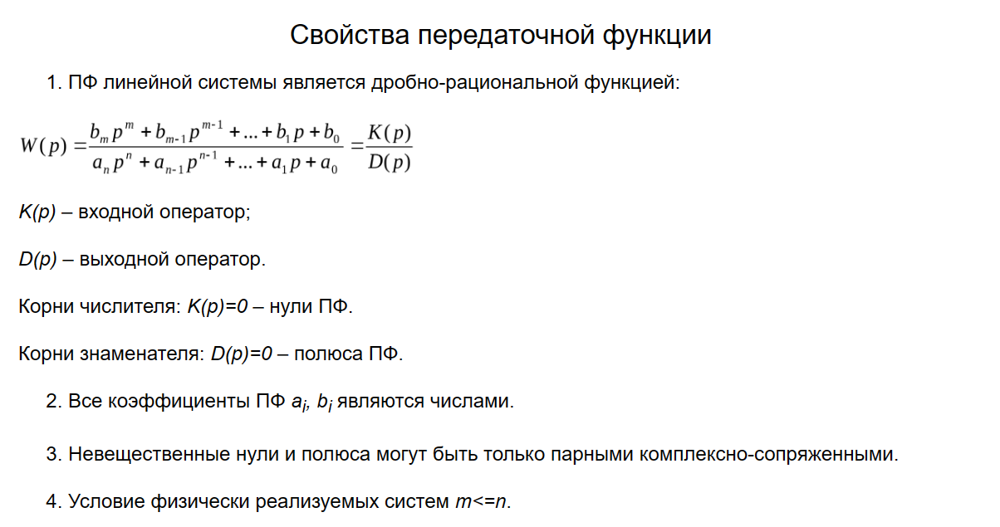 Свойства передаточной функции
1. ПФ линейной системы является дробно-рациональной функцией:
W(p) = (b_m p^m + b_{m-1} p^{m-1} + ... + b_1 p + b_0) / (a_n p^n + a_{n-1} p^{n-1} + ... + a_1 p + a_0) = K(p) / D(p)
K(p) – входной оператор;
D(p) – выходной оператор.
Корни числителя: K(p)=0 – нули ПФ.
Корни знаменателя: D(p)=0 – полюса ПФ.
2. Все коэффициенты ПФ a_i, b_i являются числами.
3. Невещественные нули и полюса могут быть только парными комплексно-сопряженными.
4. Условие физически реализуемых систем m<=n.